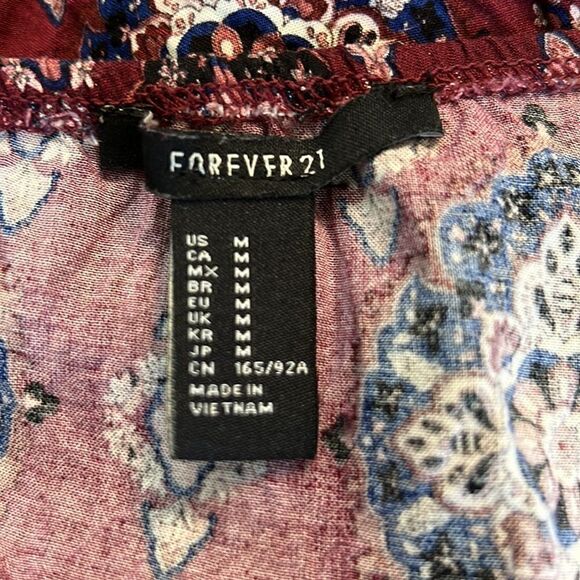 FOREVER 21
US M
CA M
MX M
BR M
EU M
UK M
KR M
JP M
CN 165/92A
MADE IN
VIETNAM